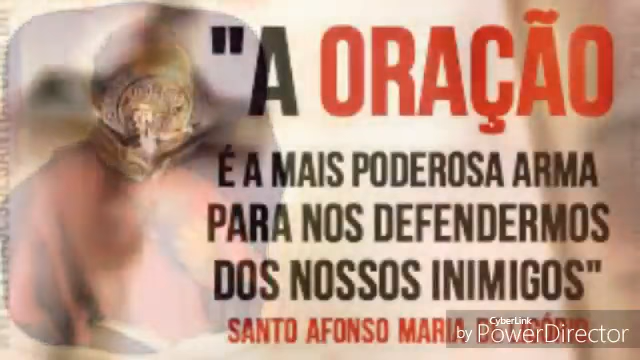 "A ORAÇÃO
É A MAIS PODEROSA ARMA
PARA NOS DEFENDERMOS
DOS NOSSOS INIMIGOS"
SANTO AFONSO MARIA
CyberLink
by PowerDirector